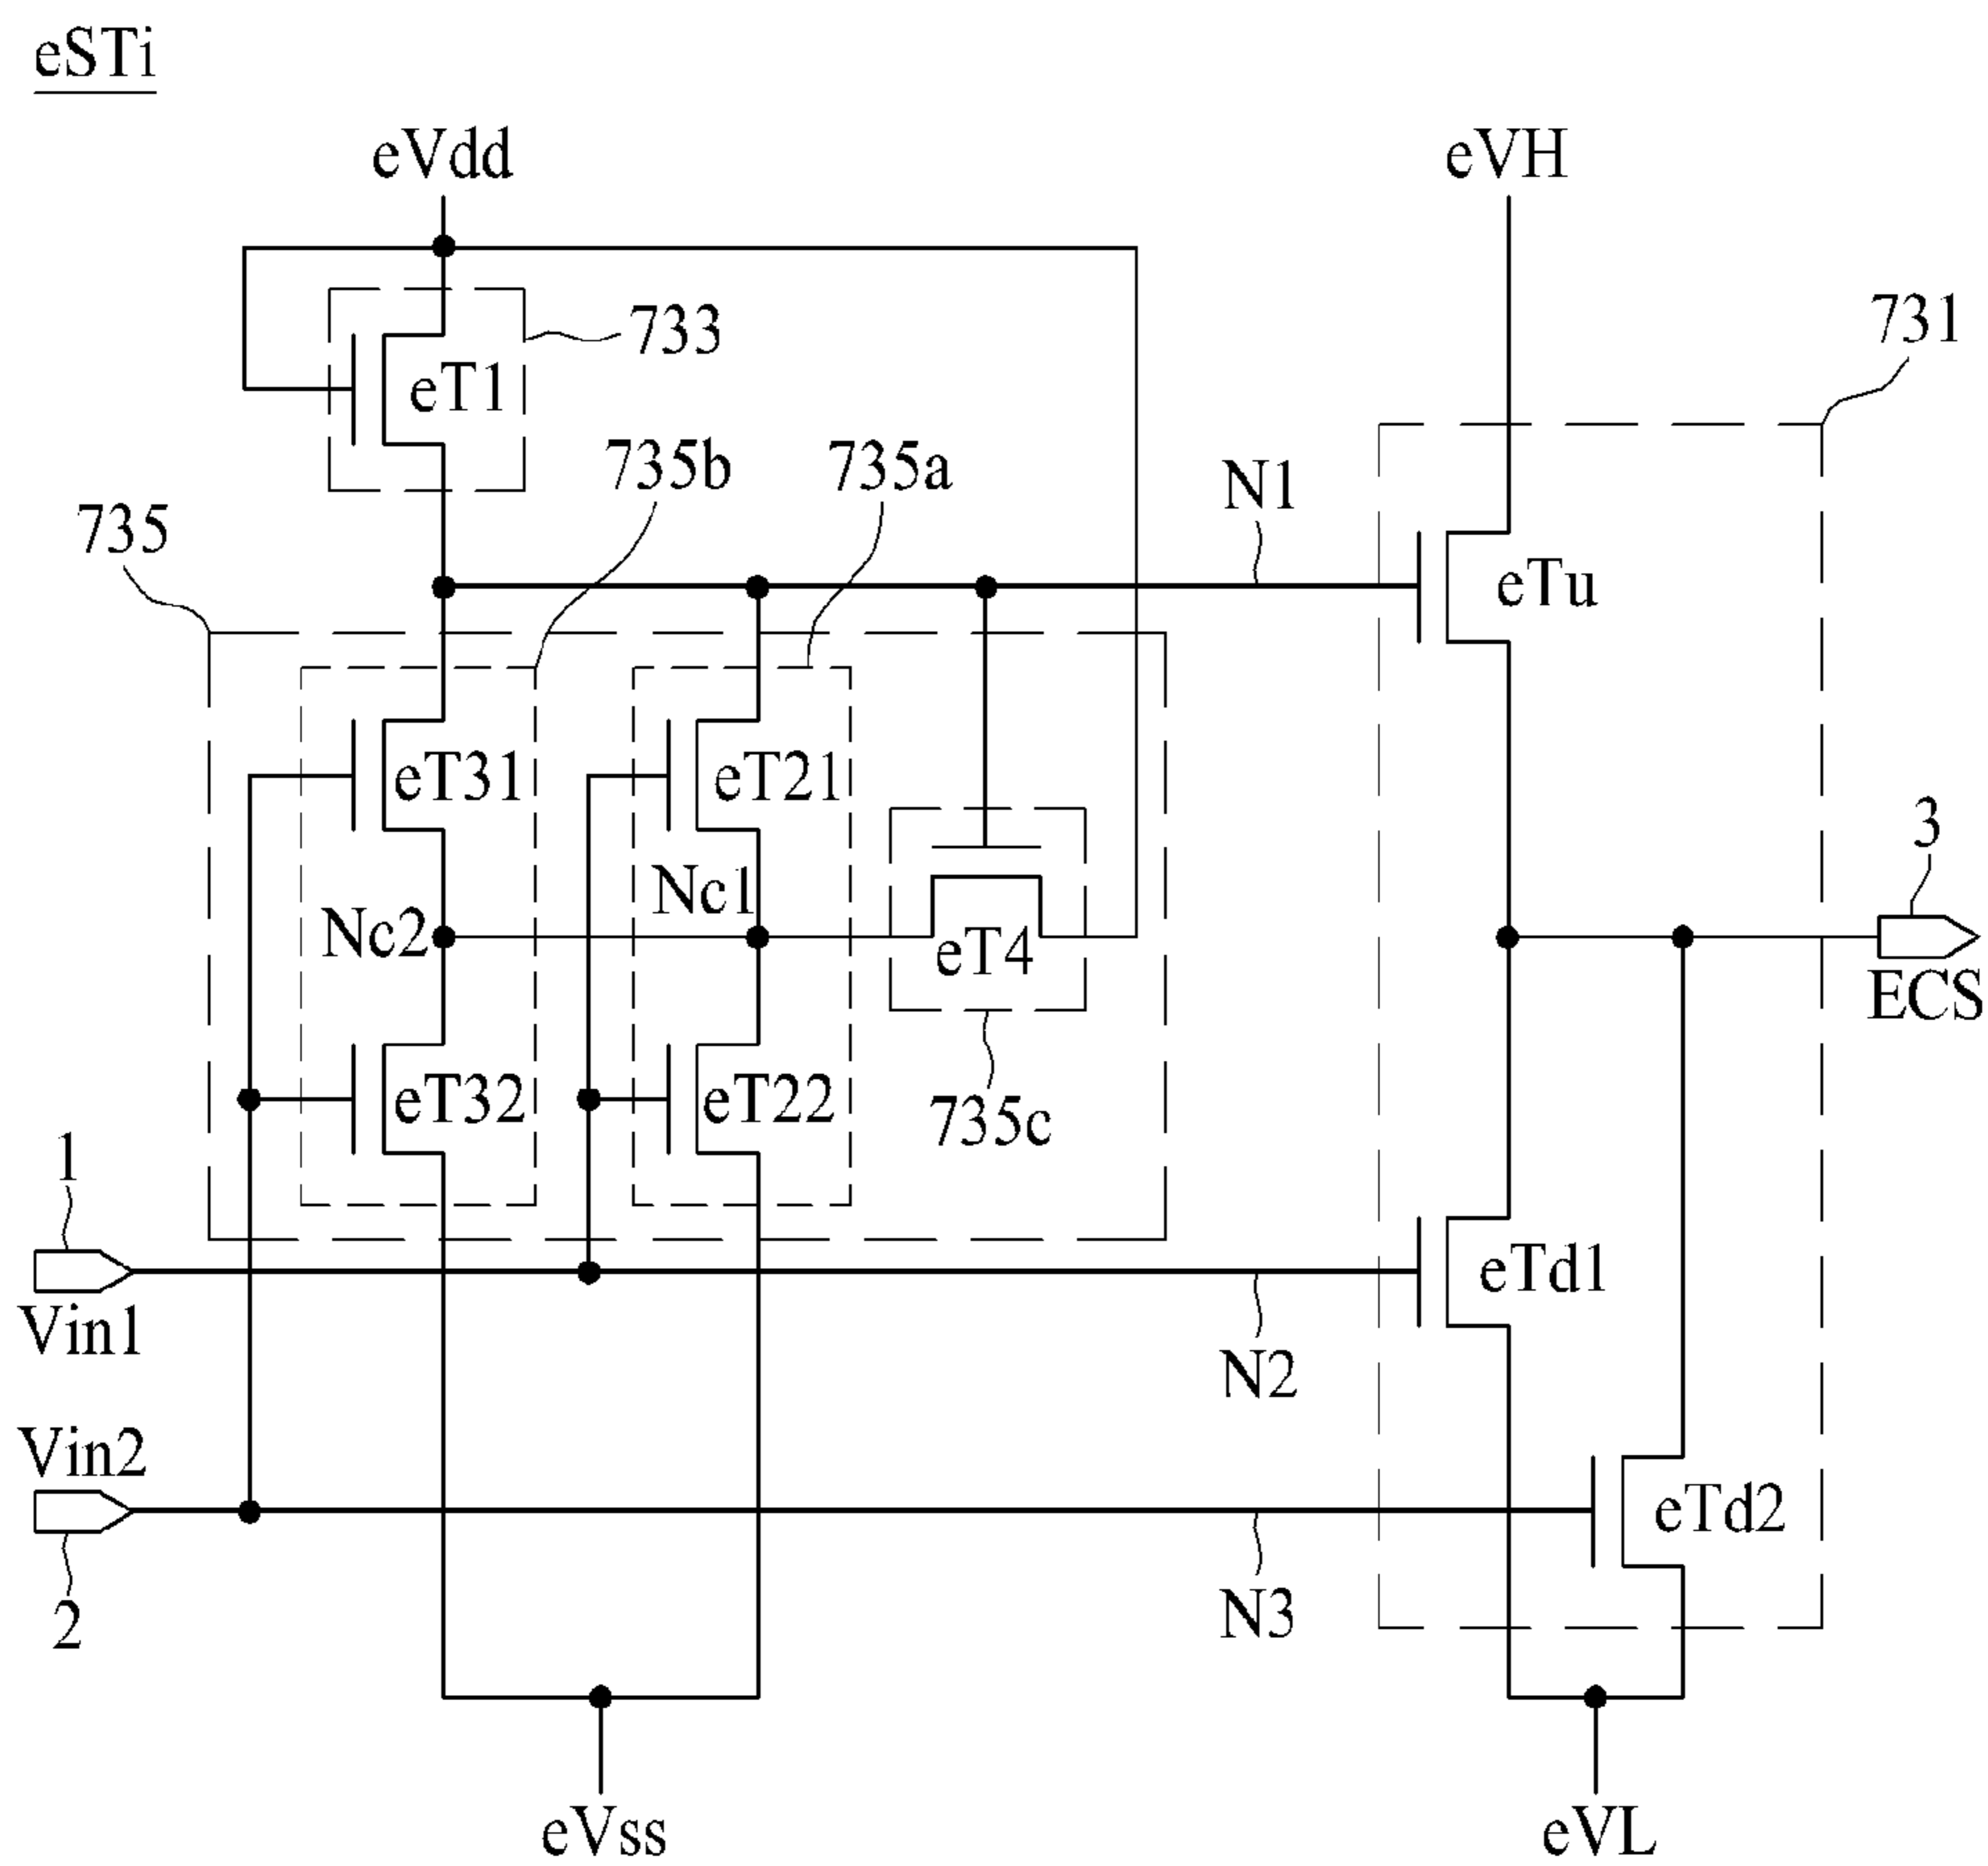 eSTi
eVdd
eVH
733
731
eT1
735b
735a
N1
735
eTu
eT31
eT21
3
Nc1
Nc2
eT4
ECS
eT32
eT22
735c
1
eTd1
Vin1
N2
Vin2
eTd2
2
N3
eVss
eVL